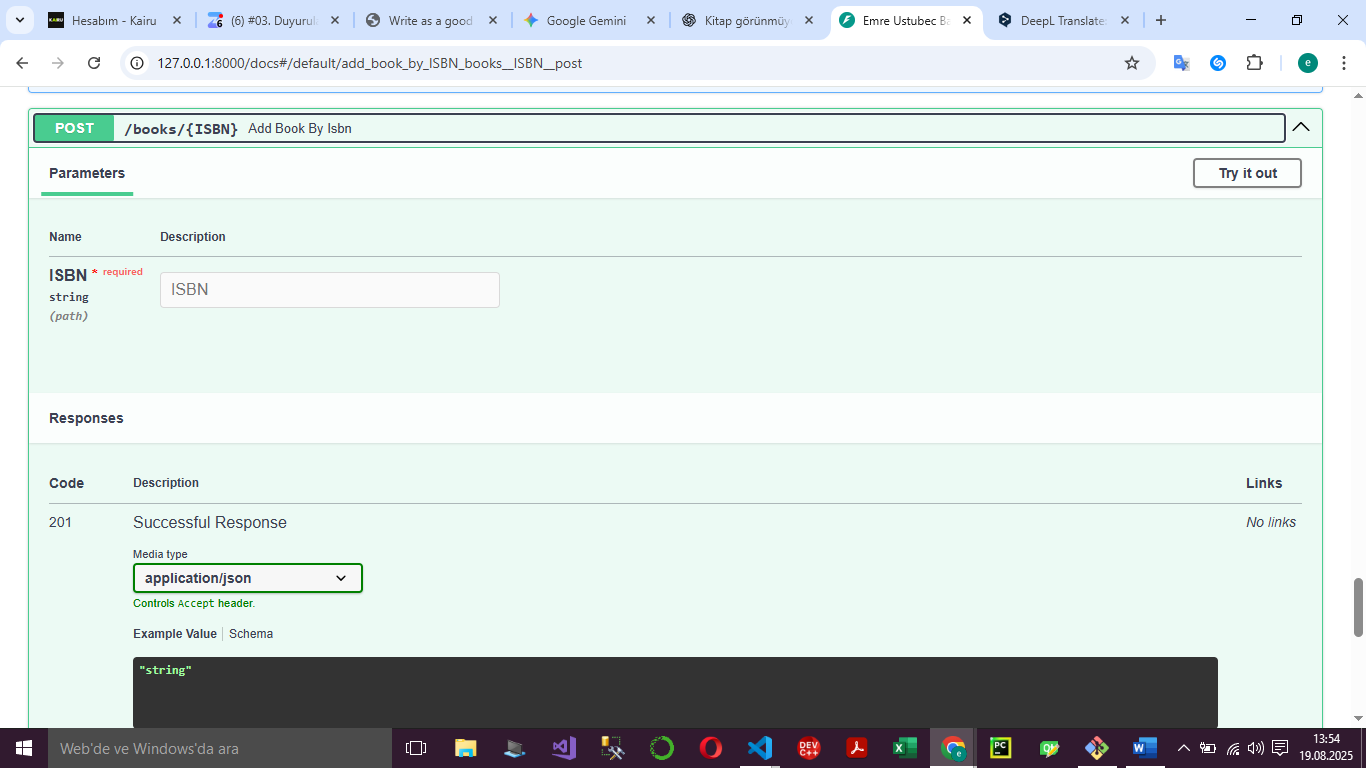 Hesabım - Kairu
(6) #03. Duyurul
Write as a good
Google Gemini
Kitap görünmüy
Emre Ustubec Ba
DeepL Translate
127.0.0.1:8000/docs#/default/add_book_by_ISBN_books__ISBN__post
e
POST /books/{ISBN} Add Book By Isbn
Parameters
Try it out
Name Description
ISBN * required
string
(path)
ISBN
Responses
Code Description Links
201 Successful Response No links
Media type
application/json
Controls Accept header.
Example Value Schema
"string"
Web'de ve Windows'da ara
DEV C++
PC
13:54
19.08.2025